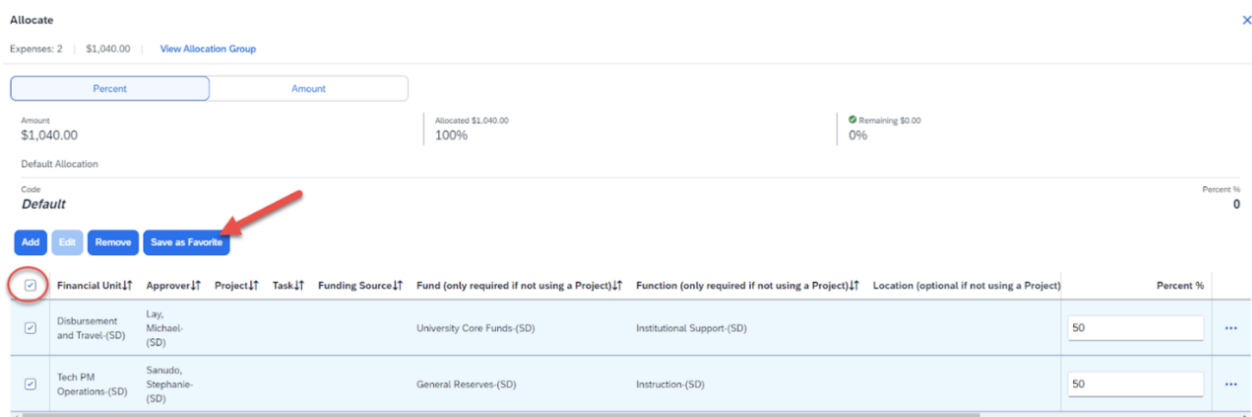 Allocate
Expenses: 2 | $1,040.00 | View Allocation Group
Percent Amount
Amount Allocated $1,040.00 Remaining $0.00
$1,040.00 100% 0%
Default Allocation
Code Percent %
Default 0
Add Edit Remove Save as Favorite
Financial Unit Approver Project Task Funding Source Fund (only required if not using a Project) Function (only required if not using a Project) Location (optional if not using a Project) Percent %
Disbursement
and Travel-(SD)
Lay,
Michael-
(SD)
University Core Funds-(SD) Institutional Support-(SD) 50
Tech PM
Operations-(SD)
Sanudo,
Stephanie-
(SD)
General Reserves-(SD) Instruction-(SD) 50